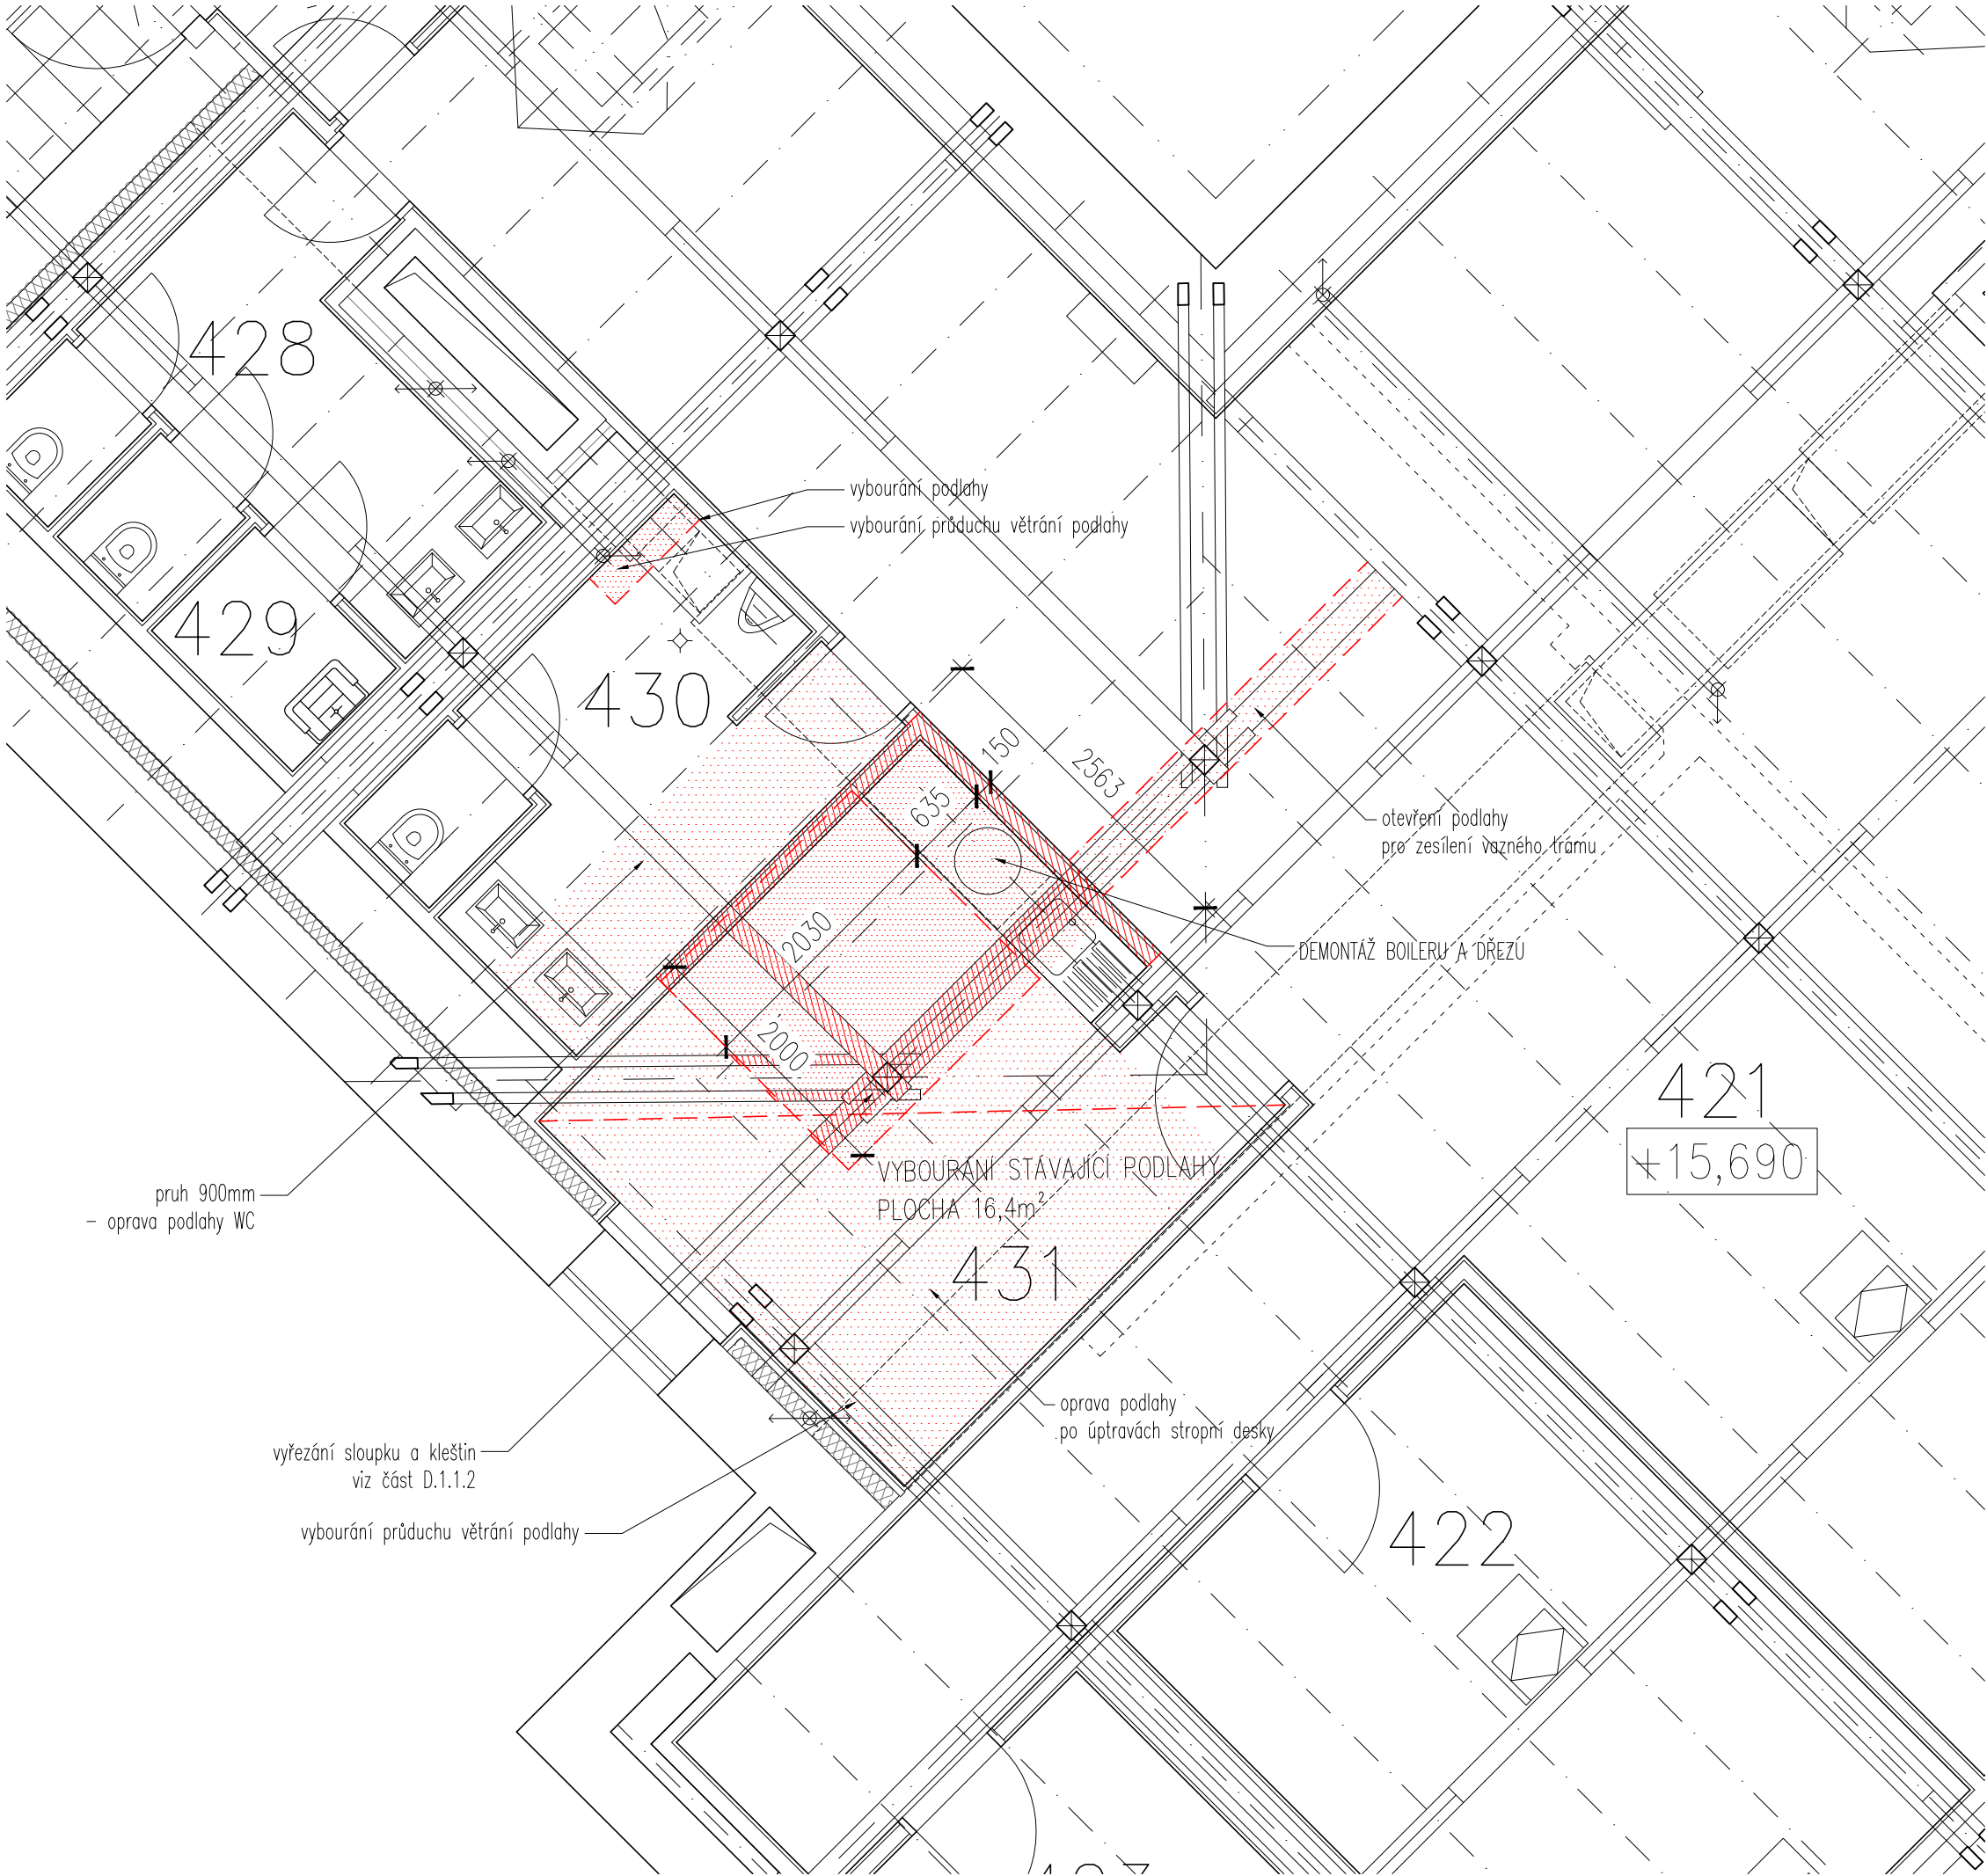 428
vybourání podlahy
vybourání průduchu větrání podlahy
429
430
150
2563
635
otevření podlahy
pro zesílení vazného trámu
2030
DEMONTÁŽ BOILERU A DŘEZU
2000
421
+15,690
VYBOURÁNÍ STÁVAJÍCÍ PODLAHY
PLOCHA 16,4m²
pruh 900mm
- oprava podlahy WC
431
oprava podlahy
po úptravách stropní desky
vyřezání sloupku a kleštin
viz část D.1.1.2
vybourání průduchu větrání podlahy
422